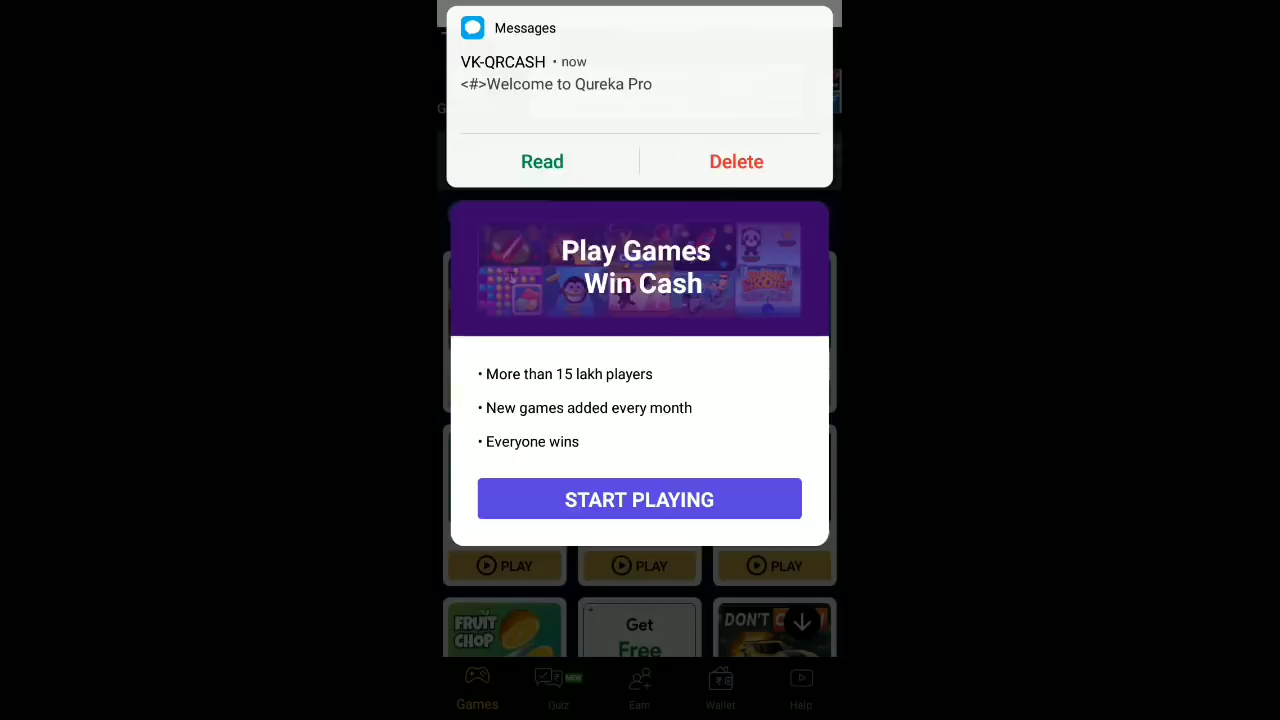 Messages
VK-QRCASH • now
<#>Welcome to Qureka Pro
Read
Delete
Play Games
Win Cash
• More than 15 lakh players
• New games added every month
• Everyone wins
START PLAYING
PLAY
PLAY
PLAY
FRUIT
CHOP
Get
Free
DON'T
Games
Quiz
NEW
Earn
Wallet
Help